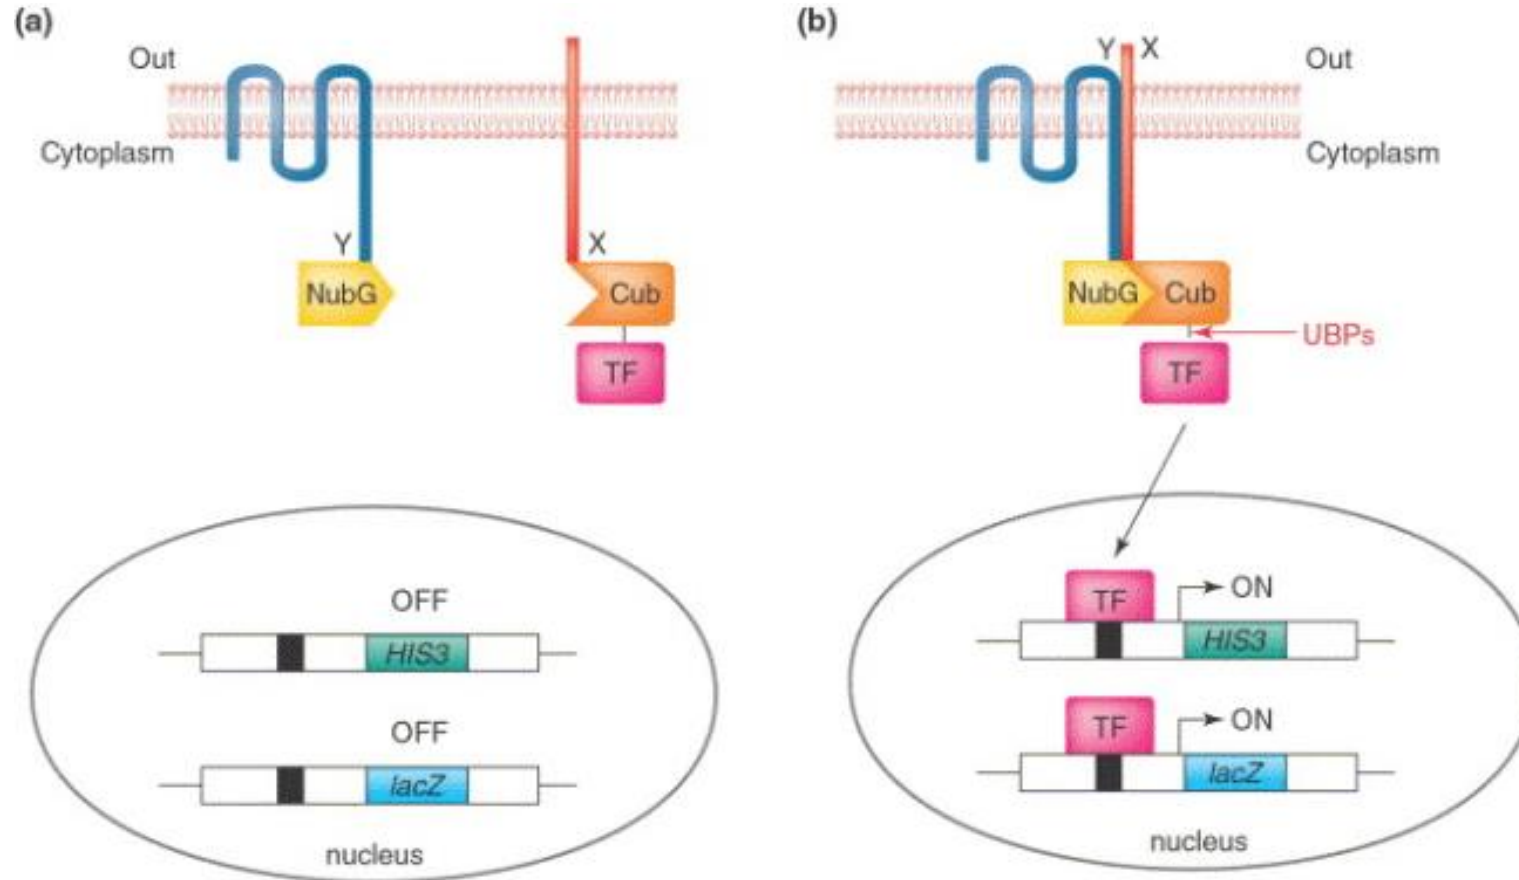 (a)
Out
Cytoplasm
Y
X
NubG
Cub
TF
OFF
HIS3
OFF
lacZ
nucleus
(b)
Y X
Out
Cytoplasm
NubG Cub
UBPs
TF
TF
ON
HIS3
TF
ON
lacZ
nucleus